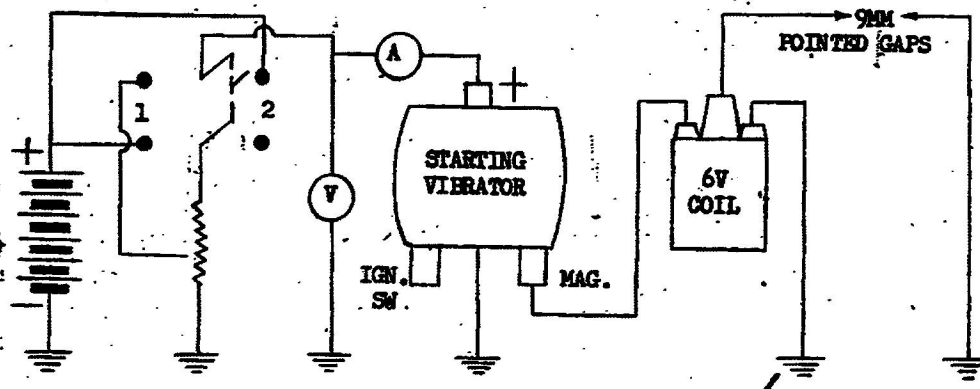 9MM
POINTED GAPS
A
+
1
2
+
STARTING
VIBRATOR
6V
COIL
V
IGN.
SW.
MAG.
−